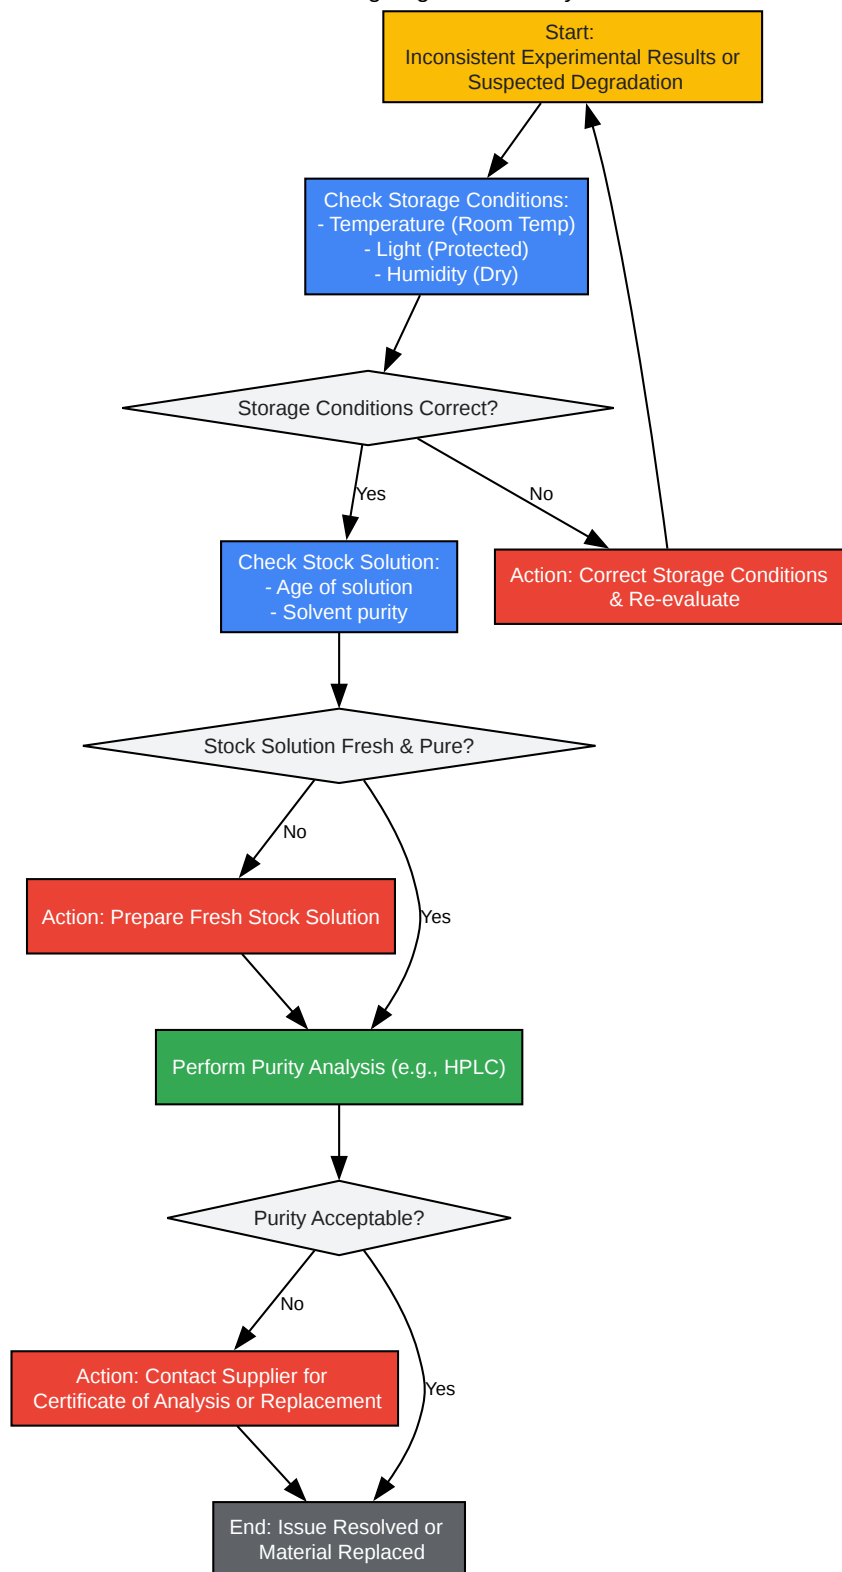 Start:
Inconsistent Experimental Results or
Suspected Degradation
Check Storage Conditions:
- Temperature (Room Temp)
- Light (Protected)
- Humidity (Dry)
Storage Conditions Correct?
Yes
No
Check Stock Solution:
- Age of solution
- Solvent purity
Action: Correct Storage Conditions
& Re-evaluate
Stock Solution Fresh & Pure?
No
Yes
Action: Prepare Fresh Stock Solution
Perform Purity Analysis (e.g., HPLC)
Purity Acceptable?
No
Yes
Action: Contact Supplier for
Certificate of Analysis or Replacement
End: Issue Resolved or
Material Replaced